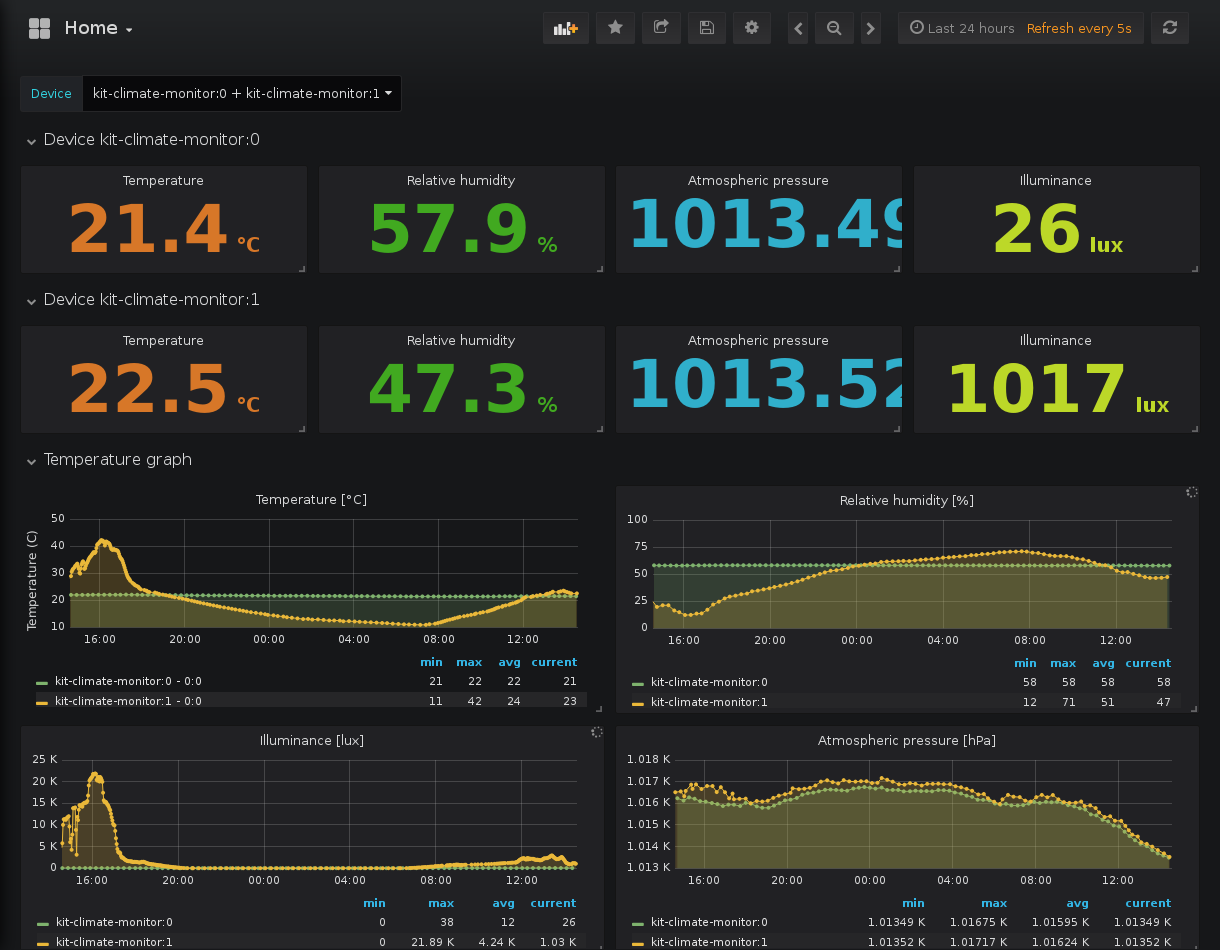 Home
Last 24 hours Refresh every 5s
Device kit-climate-monitor:0 + kit-climate-monitor:1
Device kit-climate-monitor:0
Temperature Relative humidity Atmospheric pressure Illuminance
21.4 °C 57.9 % 1013.49 26 lux
Device kit-climate-monitor:1
Temperature Relative humidity Atmospheric pressure Illuminance
22.5 °C 47.3 % 1013.52 1017 lux
Temperature graph
Temperature [°C]
Temperature (C)
50
40
30
20
10
16:00 20:00 00:00 04:00 08:00 12:00
min max avg current
kit-climate-monitor:0 - 0:0 21 22 22 21
kit-climate-monitor:1 - 0:0 11 42 24 23
Relative humidity [%]
100
75
50
25
0
16:00 20:00 00:00 04:00 08:00 12:00
min max avg current
kit-climate-monitor:0 58 58 58 58
kit-climate-monitor:1 12 71 51 47
Illuminance [lux]
25 K
20 K
15 K
10 K
5 K
0
16:00 20:00 00:00 04:00 08:00 12:00
min max avg current
kit-climate-monitor:0 0 38 12 26
kit-climate-monitor:1 0 21.89 K 4.24 K 1.03 K
Atmospheric pressure [hPa]
1.018 K
1.017 K
1.016 K
1.015 K
1.014 K
1.013 K
16:00 20:00 00:00 04:00 08:00 12:00
min max avg current
kit-climate-monitor:0 1.01349 K 1.01675 K 1.01595 K 1.01349 K
kit-climate-monitor:1 1.01352 K 1.01717 K 1.01624 K 1.01352 K